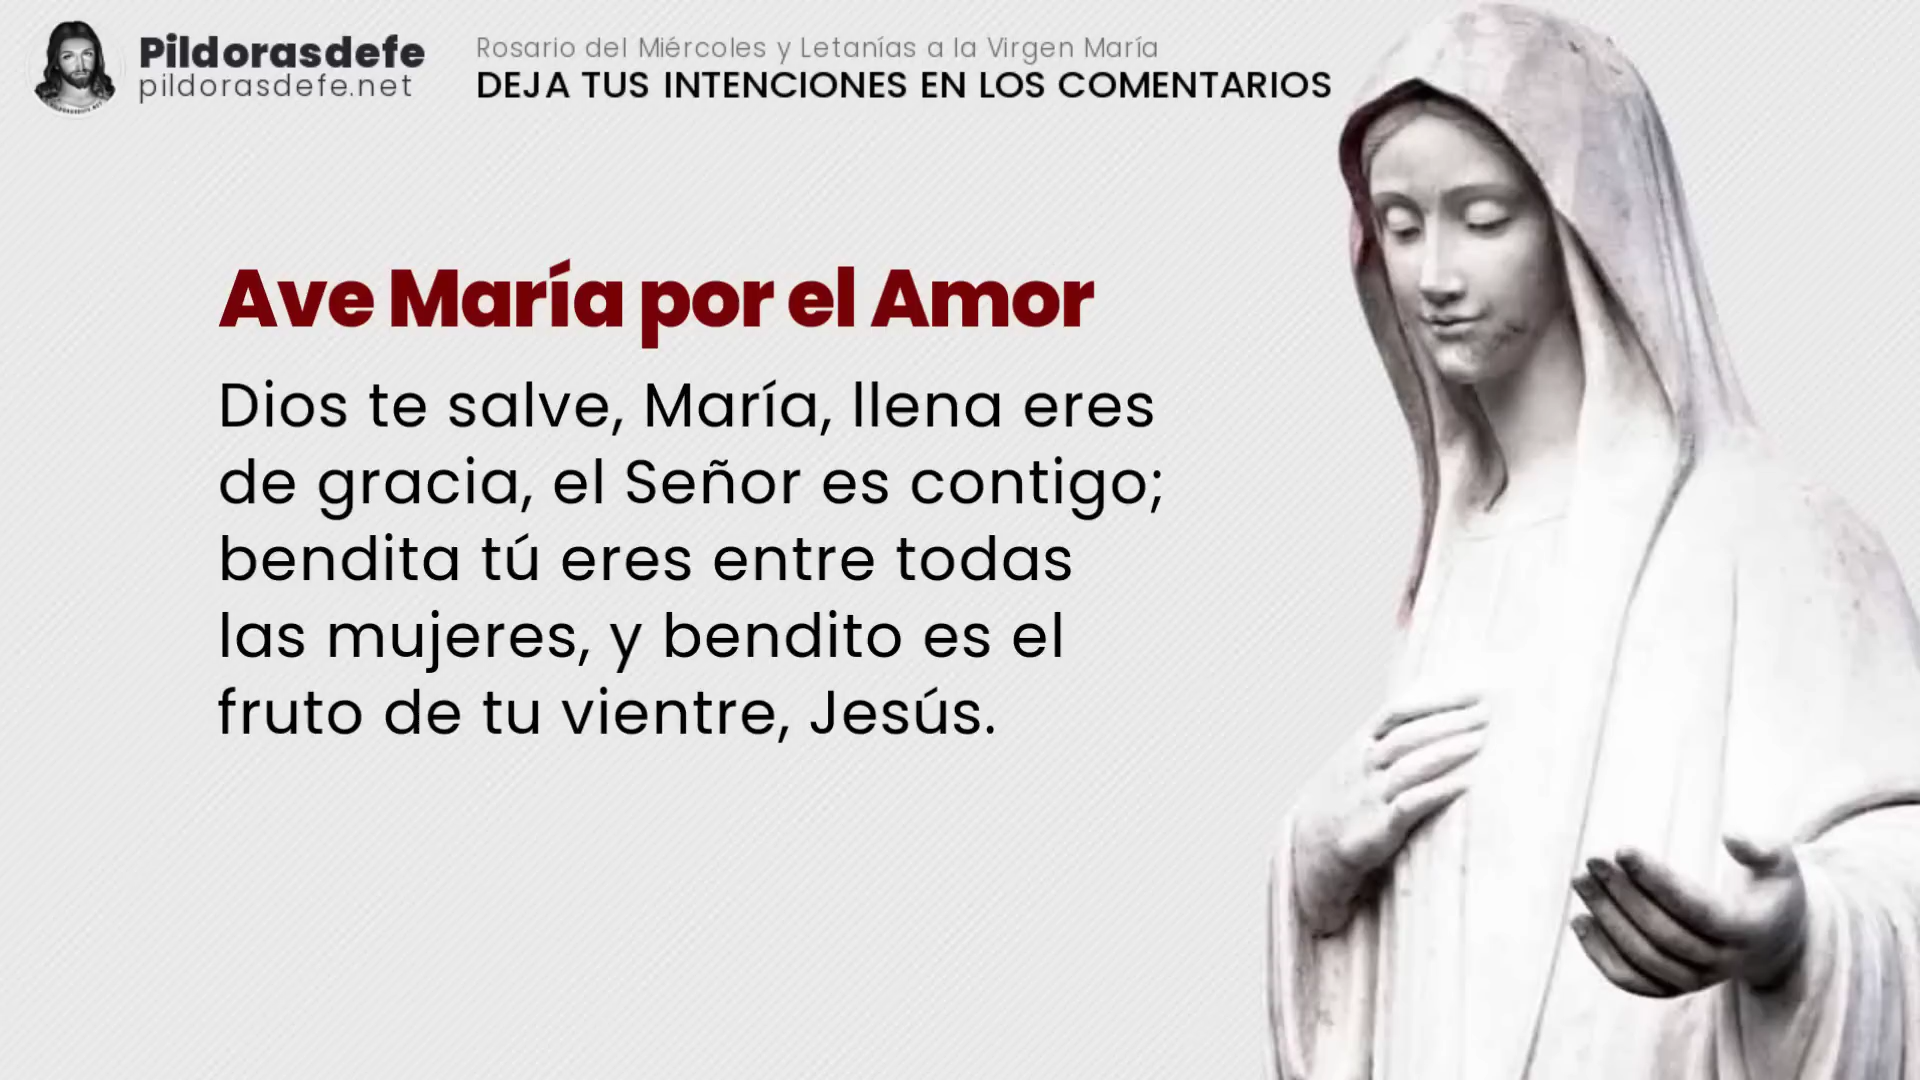 Pildorasdefe
pildorasdefe.net
Rosario del Miércoles y Letanías a la Virgen María
DEJA TUS INTENCIONES EN LOS COMENTARIOS
Ave María por el Amor
Dios te salve, María, llena eres
de gracia, el Señor es contigo;
bendita tú eres entre todas
las mujeres, y bendito es el
fruto de tu vientre, Jesús.